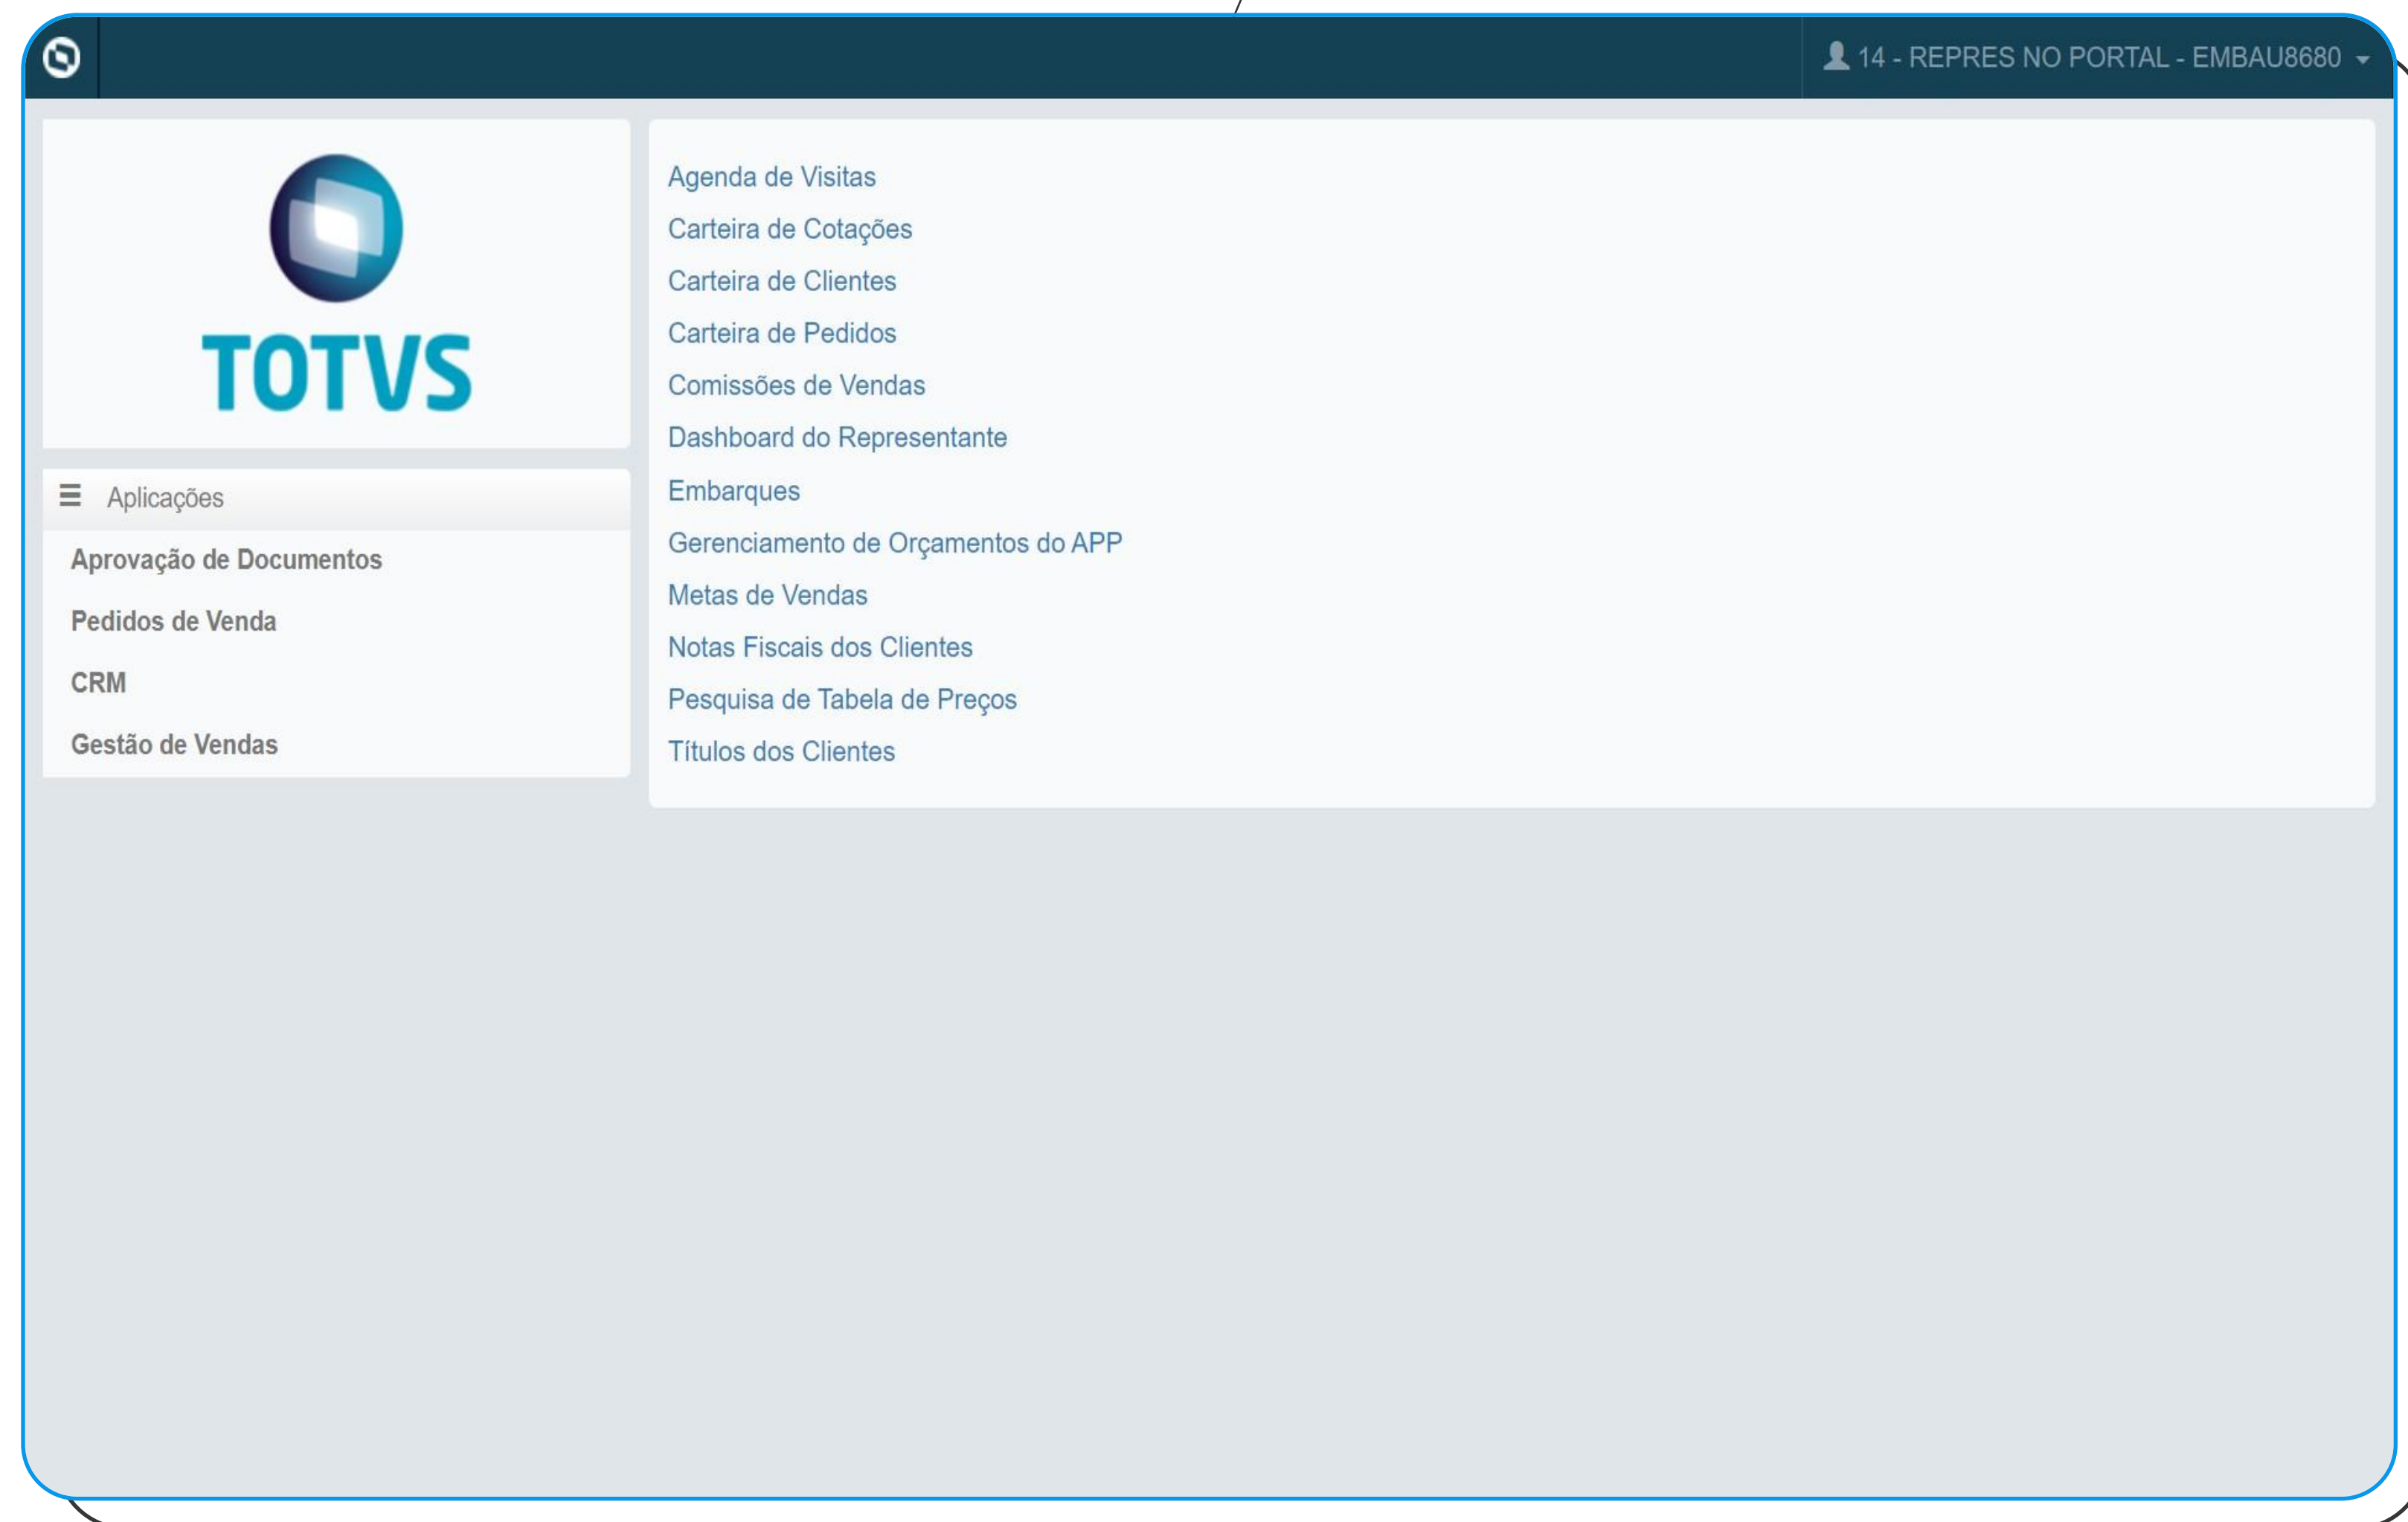 14 - REPRES NO PORTAL - EMBAU8680
TOTVS
Aplicações
Aprovação de Documentos
Pedidos de Venda
CRM
Gestão de Vendas
Agenda de Visitas
Carteira de Cotações
Carteira de Clientes
Carteira de Pedidos
Comissões de Vendas
Dashboard do Representante
Embarques
Gerenciamento de Orçamentos do APP
Metas de Vendas
Notas Fiscais dos Clientes
Pesquisa de Tabela de Preços
Títulos dos Clientes